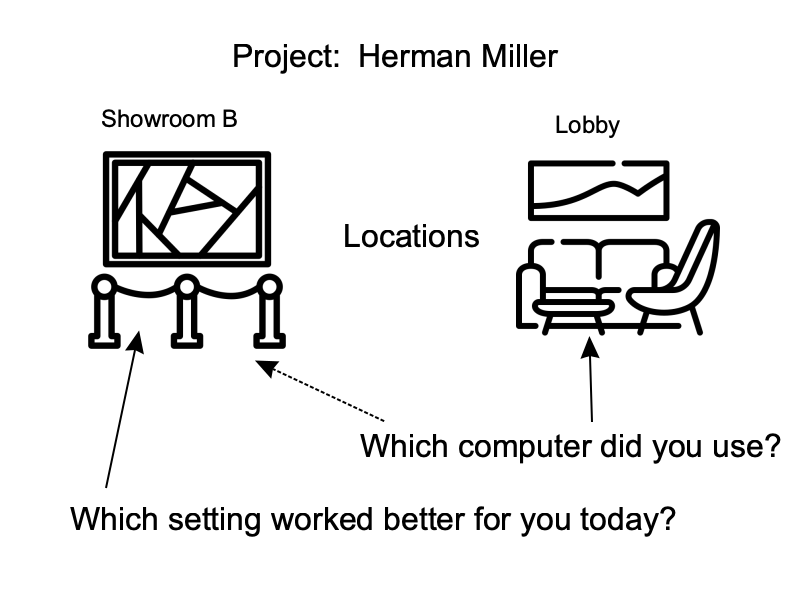 Project:  Herman Miller
Showroom B
Lobby
Locations
Which computer did you use?
Which setting worked better for you today?